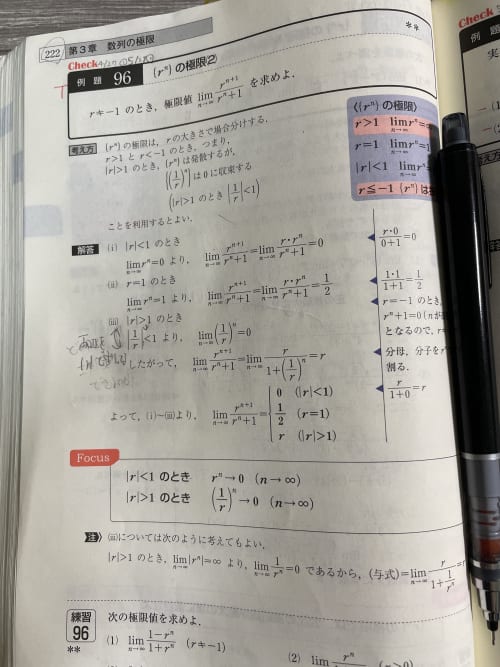 222 第3章 数列の極限
Check
例題 96 {rⁿ}の極限(2)
**
r≠-1 のとき，極限値 lim_{n→∞} rⁿ⁺¹/(rⁿ+1) を求めよ．
考え方 {rⁿ}の極限は，rの大きさで場合分けする．
r>1 と r<-1 のとき，つまり，
|r|>1 のとき，{rⁿ}は発散するが，
{(1/r)ⁿ} は0に収束する
(|r|>1 のとき |1/r|<1)
ことを利用するとよい．
〈{rⁿ}の極限〉
r>1 lim_{n→∞} rⁿ=
r=1 lim_{n→∞} rⁿ=
|r|<1 lim_{n→∞} rⁿ=
r≦-1 {rⁿ}は
解答 (i) |r|<1 のとき
lim_{n→∞} rⁿ=0 より，lim_{n→∞} rⁿ⁺¹/(rⁿ+1)=lim_{n→∞} r・rⁿ/(rⁿ+1)=0
r・0/(0+1)=0
(ii) r=1 のとき
lim_{n→∞} rⁿ=1 より，lim_{n→∞} rⁿ⁺¹/(rⁿ+1)=lim_{n→∞} r・rⁿ/(rⁿ+1)=1/2
1・1/(1+1)=1/2
(iii) |r|>1 のとき
|1/r|<1 より，lim_{n→∞} (1/r)ⁿ=0
r=-1 のとき，
rⁿ+1=0 (nが
となるので，r
したがって，lim_{n→∞} rⁿ⁺¹/(rⁿ+1)=lim_{n→∞} r/(1+(1/r)ⁿ)=r
分母，分子をr
割る．
r/(1+0)=r
よって，(i)～(iii)より，lim_{n→∞} rⁿ⁺¹/(rⁿ+1)={
0 (|r|<1)
1/2 (r=1)
r (|r|>1)
Focus
|r|<1 のとき rⁿ→0 (n→∞)
|r|>1 のとき (1/r)ⁿ→0 (n→∞)
注 (iii)については次のように考えてもよい．
|r|>1 のとき，lim_{n→∞} |rⁿ|=∞ より，lim_{n→∞} 1/rⁿ=0 であるから，(与式)=lim_{n→∞} r/(1+1/rⁿ)=
練習 96 次の極限値を求めよ．
** (1) lim_{n→∞} (1-rⁿ)/(1+rⁿ) (r≠-1) (2) lim_{n→∞} rⁿ